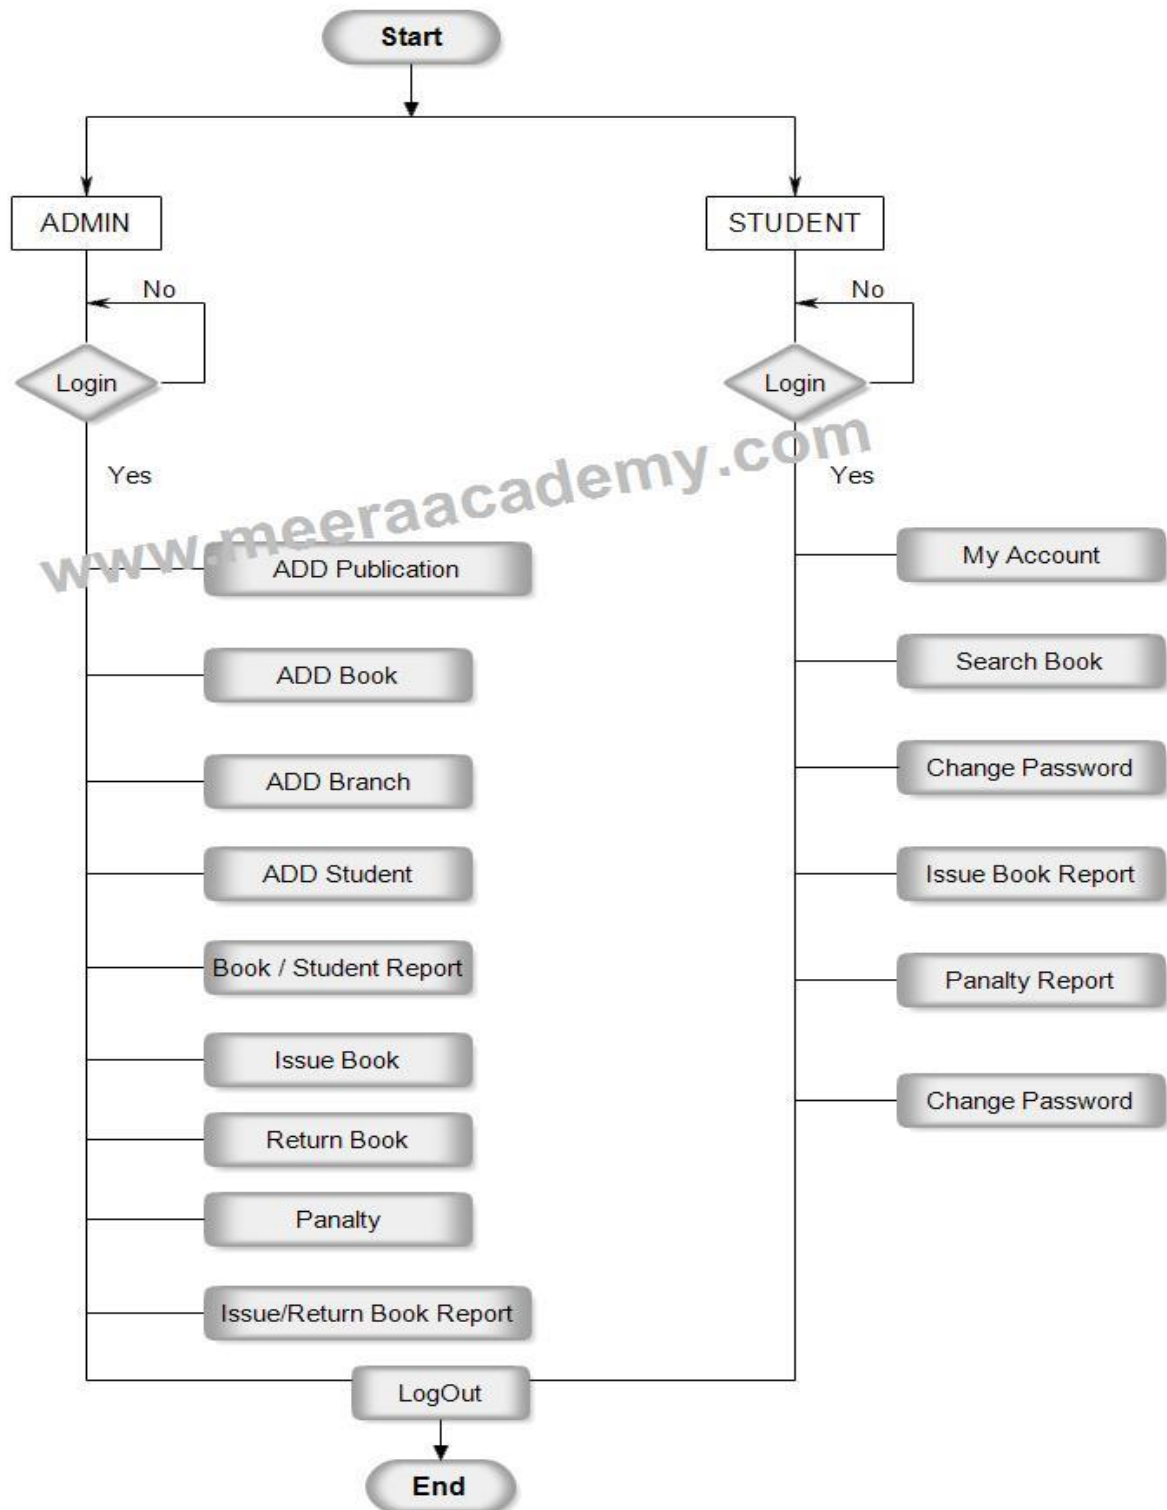 Start
ADMIN
STUDENT
No
No
Login
Login
Yes
Yes
www.meeraacademy.com
ADD Publication
ADD Book
ADD Branch
ADD Student
Book / Student Report
Issue Book
Return Book
Panalty
Issue/Return Book Report
My Account
Search Book
Change Password
Issue Book Report
Panalty Report
Change Password
LogOut
End